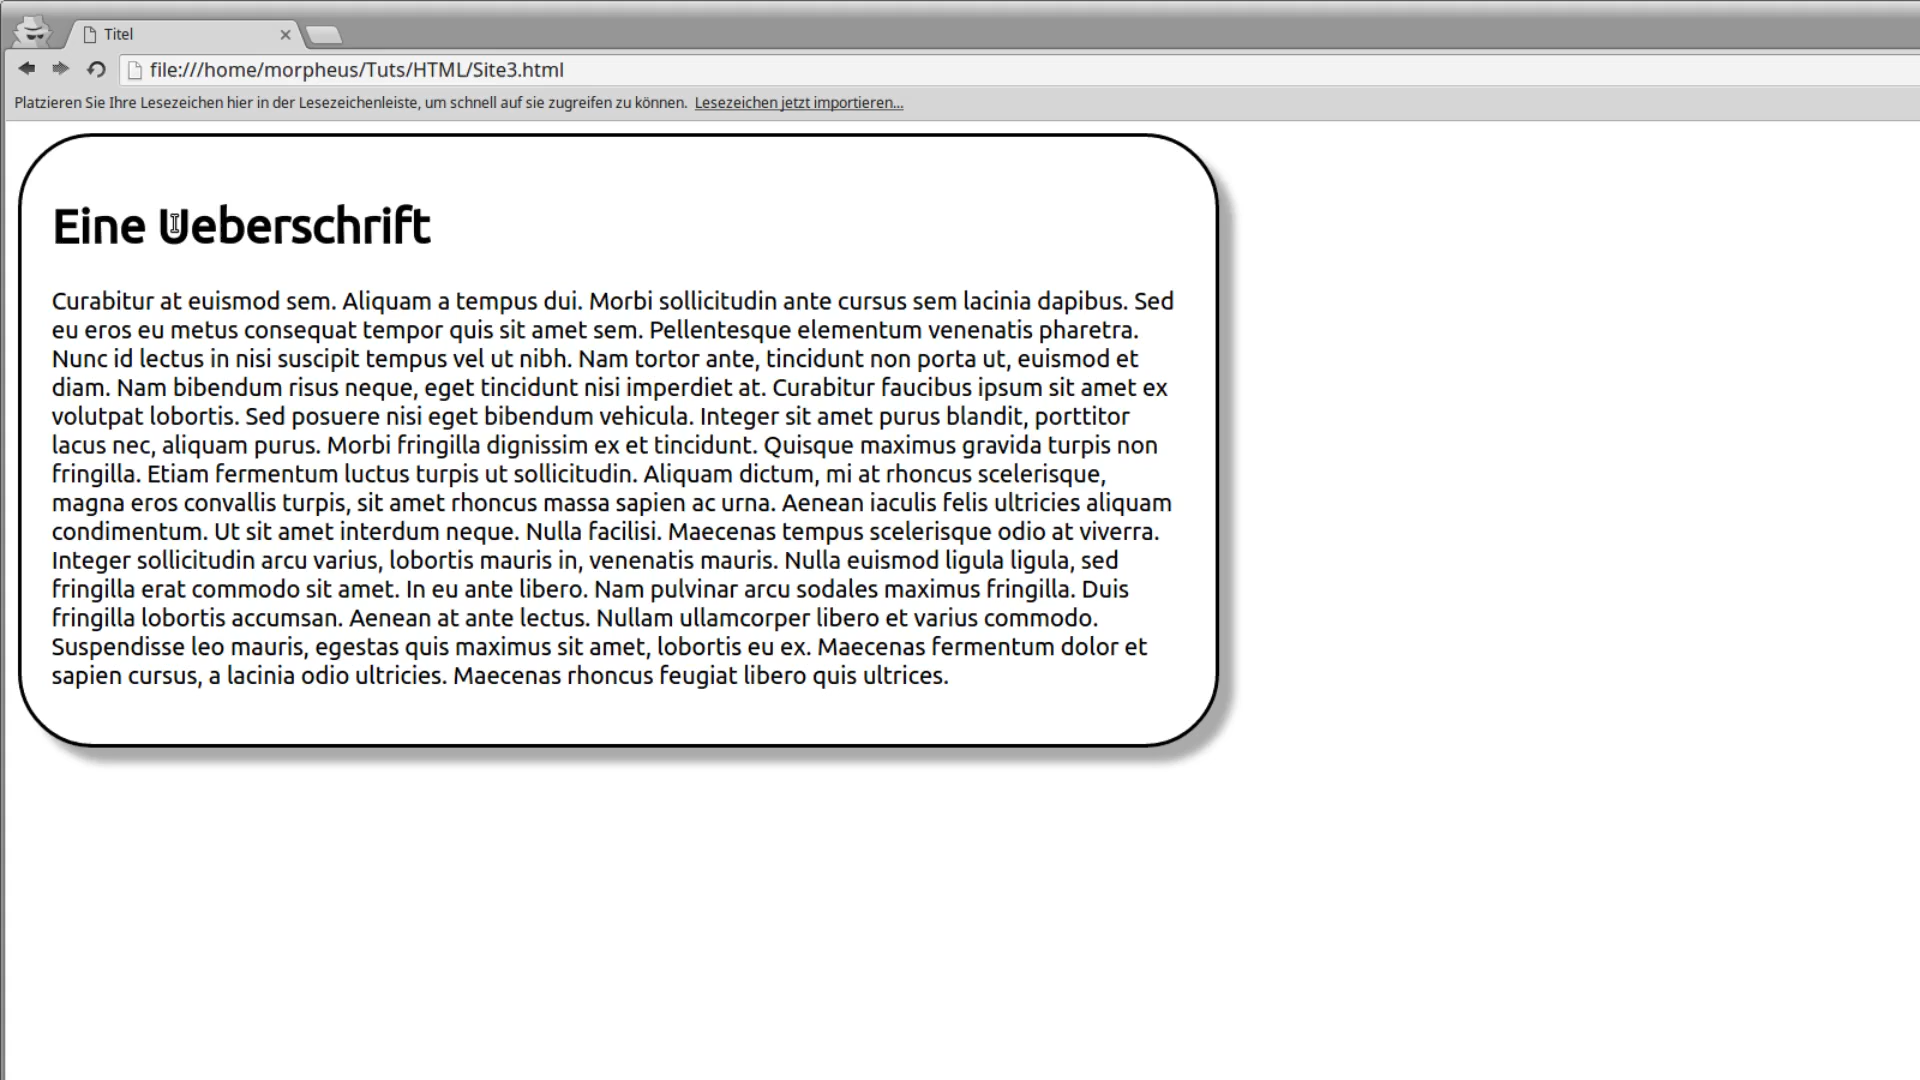 Titel
file:///home/morpheus/Tuts/HTML/Site3.html
Platzieren Sie Ihre Lesezeichen hier in der Lesezeichenleiste, um schnell auf sie zugreifen zu können. Lesezeichen jetzt importieren...
Eine Ueberschrift
Curabitur at euismod sem. Aliquam a tempus dui. Morbi sollicitudin ante cursus sem lacinia dapibus. Sed
eu eros eu metus consequat tempor quis sit amet sem. Pellentesque elementum venenatis pharetra.
Nunc id lectus in nisi suscipit tempus vel ut nibh. Nam tortor ante, tincidunt non porta ut, euismod et
diam. Nam bibendum risus neque, eget tincidunt nisi imperdiet at. Curabitur faucibus ipsum sit amet ex
volutpat lobortis. Sed posuere nisi eget bibendum vehicula. Integer sit amet purus blandit, porttitor
lacus nec, aliquam purus. Morbi fringilla dignissim ex et tincidunt. Quisque maximus gravida turpis non
fringilla. Etiam fermentum luctus turpis ut sollicitudin. Aliquam dictum, mi at rhoncus scelerisque,
magna eros convallis turpis, sit amet rhoncus massa sapien ac urna. Aenean iaculis felis ultricies aliquam
condimentum. Ut sit amet interdum neque. Nulla facilisi. Maecenas tempus scelerisque odio at viverra.
Integer sollicitudin arcu varius, lobortis mauris in, venenatis mauris. Nulla euismod ligula ligula, sed
fringilla erat commodo sit amet. In eu ante libero. Nam pulvinar arcu sodales maximus fringilla. Duis
fringilla lobortis accumsan. Aenean at ante lectus. Nullam ullamcorper libero et varius commodo.
Suspendisse leo mauris, egestas quis maximus sit amet, lobortis eu ex. Maecenas fermentum dolor et
sapien cursus, a lacinia odio ultricies. Maecenas rhoncus feugiat libero quis ultrices.